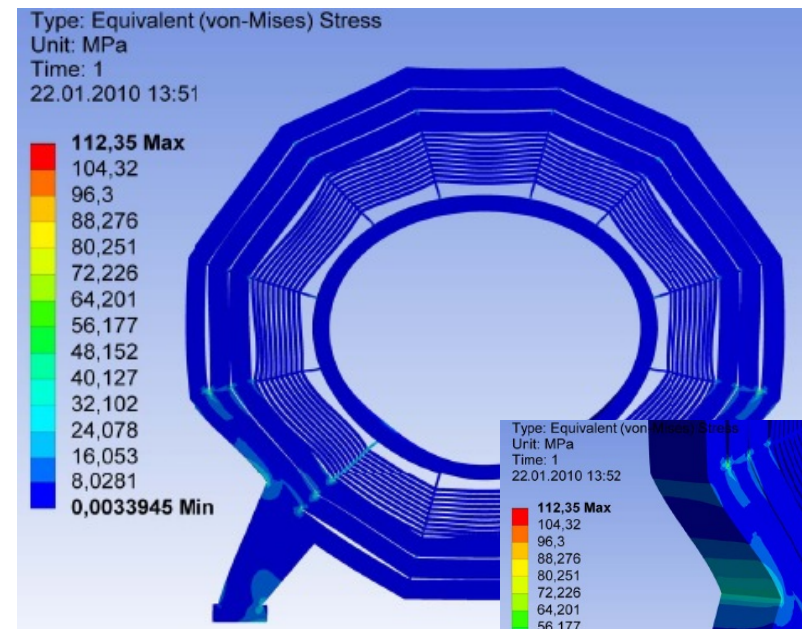 Type: Equivalent (von-Mises) Stress
Unit: MPa
Time: 1
22.01.2010 13:51
112,35 Max
104,32
96,3
88,276
80,251
72,226
64,201
56,177
48,152
40,127
32,102
24,078
16,053
8,0281
0,0033945 Min
Type: Equivalent (von-Mises) Stress
Unit: MPa
Time: 1
22.01.2010 13:52
112,35 Max
104,32
96,3
88,276
80,251
72,226
64,201
56,177